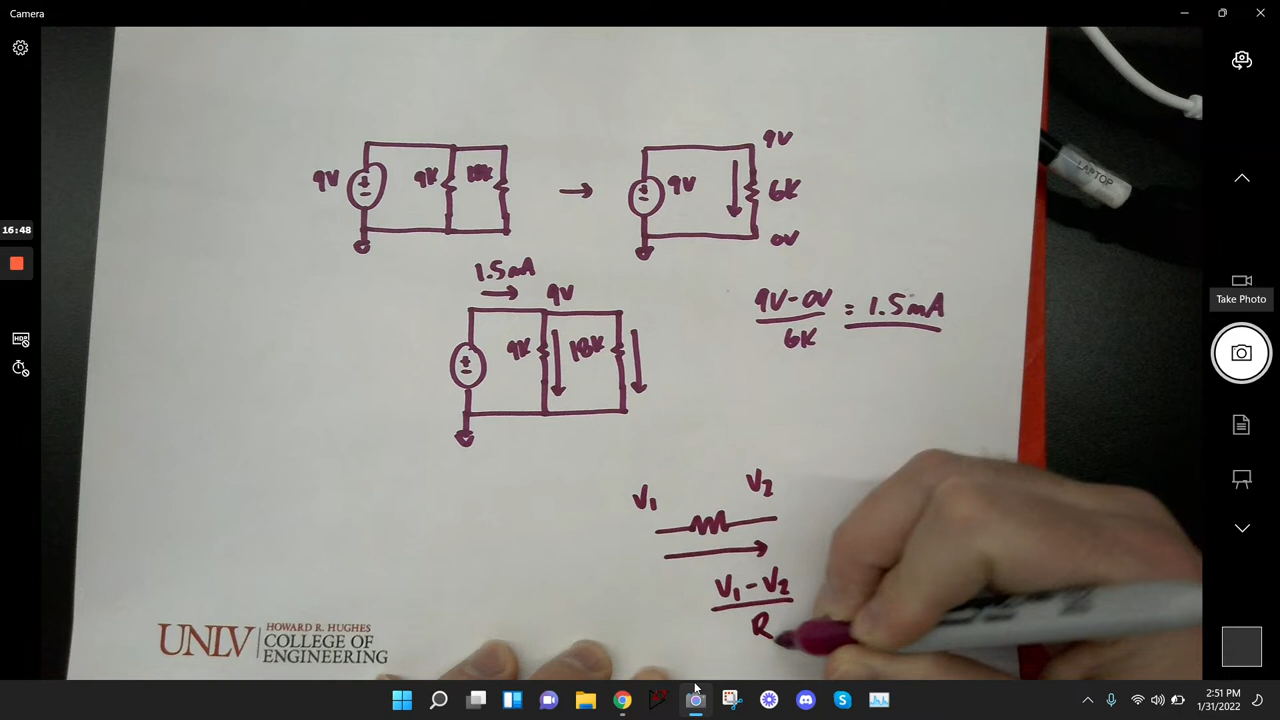 Camera
16:48
9V
9K
18K
→
9V
9V
6K
0V
1.5mA
9V
9K
18K
9V-0V
6K
= 1.5mA
V1
V2
V1 - V2
R
LAPTOP
Take Photo
HDR
UNLV
HOWARD R. HUGHES
COLLEGE OF
ENGINEERING
2:51 PM
1/31/2022